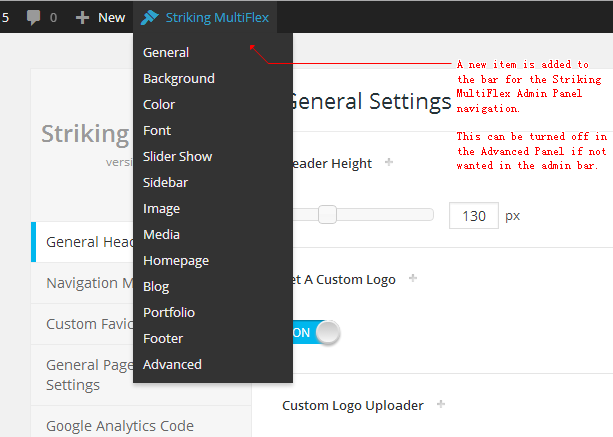 5 0 New Striking MultiFlex
General
Background
Color
Font
Slider Show
Sidebar
Image
Media
Homepage
Blog
Portfolio
Footer
Advanced
A new item is added to
the bar for the Striking
MultiFlex Admin Panel
navigation.
This can be turned off in
the Advanced Panel if not
wanted in the admin bar.
Striking
General Settings
eader Height
130 px
et A Custom Logo
ON
Custom Logo Uploader
General Head
Navigation M
Custom Favic
General Page
Settings
Google Analytics Code